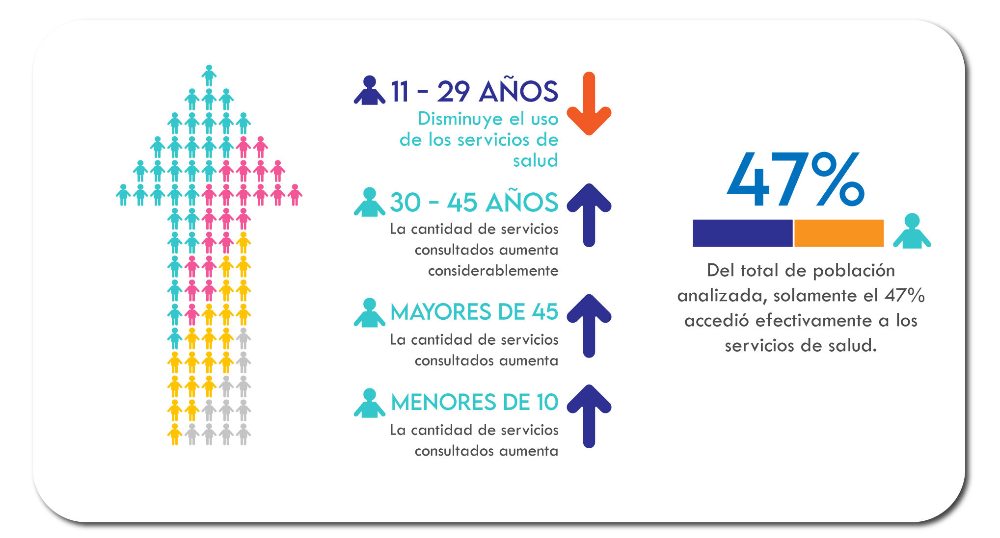 11 - 29 AÑOS
Disminuye el uso
de los servicios de
salud
30 - 45 AÑOS
La cantidad de servicios
consultados aumenta
considerablemente
MAYORES DE 45
La cantidad de servicios
consultados aumenta
MENORES DE 10
La cantidad de servicios
consultados aumenta
47%
Del total de población
analizada, solamente el 47%
accedió efectivamente a los
servicios de salud.